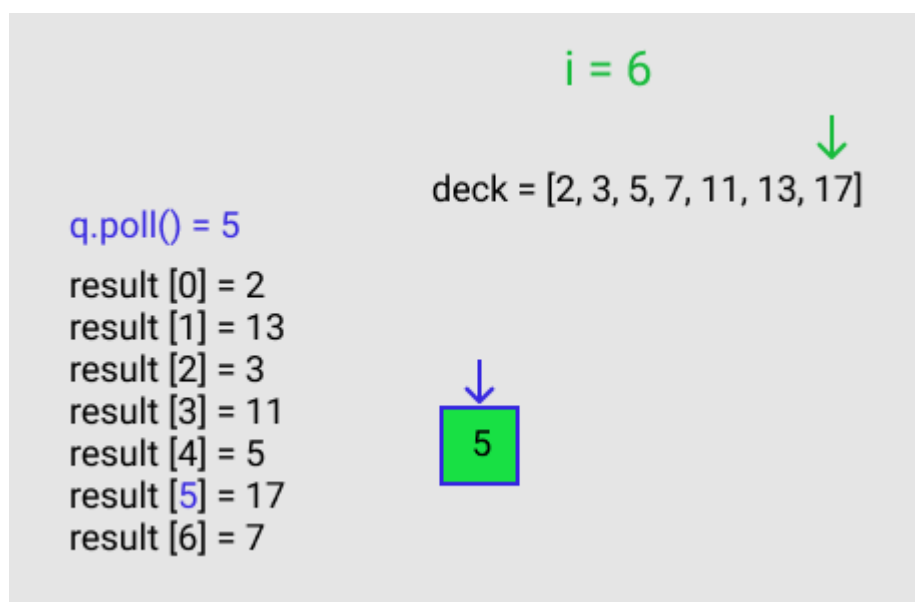 i = 6
deck = [2, 3, 5, 7, 11, 13, 17]
q.poll() = 5
result [0] = 2
result [1] = 13
result [2] = 3
result [3] = 11
result [4] = 5
result [5] = 17
result [6] = 7
5